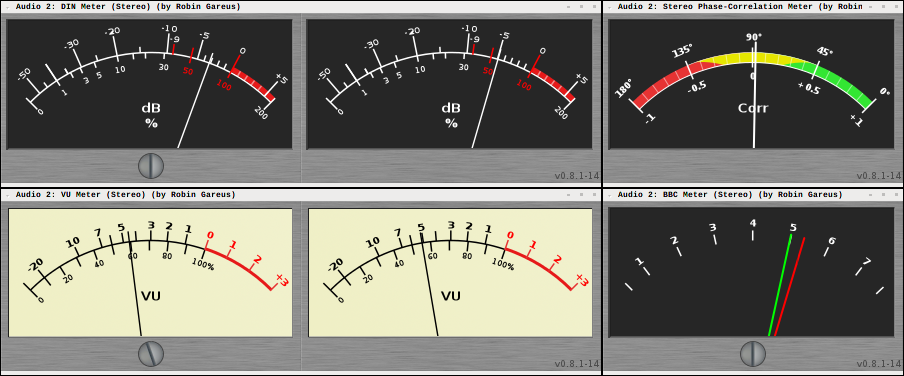 Audio 2: DIN Meter (Stereo) (by Robin Gareus)
-50 -30 -20 -10 -9 -5 0 +5
0 1 3 5 10 30 50 100 200
dB
%
-50 -30 -20 -10 -9 -5 0 +5
0 1 3 5 10 30 50 100 200
dB
%
v0.8.1-14
Audio 2: Stereo Phase-Correlation Meter (by Robin
180° 135° 90° 45° 0°
-1 -0.5 0 +0.5 +1
Corr
v0.8.1-14
Audio 2: VU Meter (Stereo) (by Robin Gareus)
-20 10 7 5 3 2 1 0 1 2 +3
0 20 40 60 80 100%
VU
-20 10 7 5 3 2 1 0 1 2 +3
0 20 40 60 80 100%
VU
v0.8.1-14
Audio 2: BBC Meter (Stereo) (by Robin Gareus)
1 2 3 4 5 6 7
v0.8.1-14